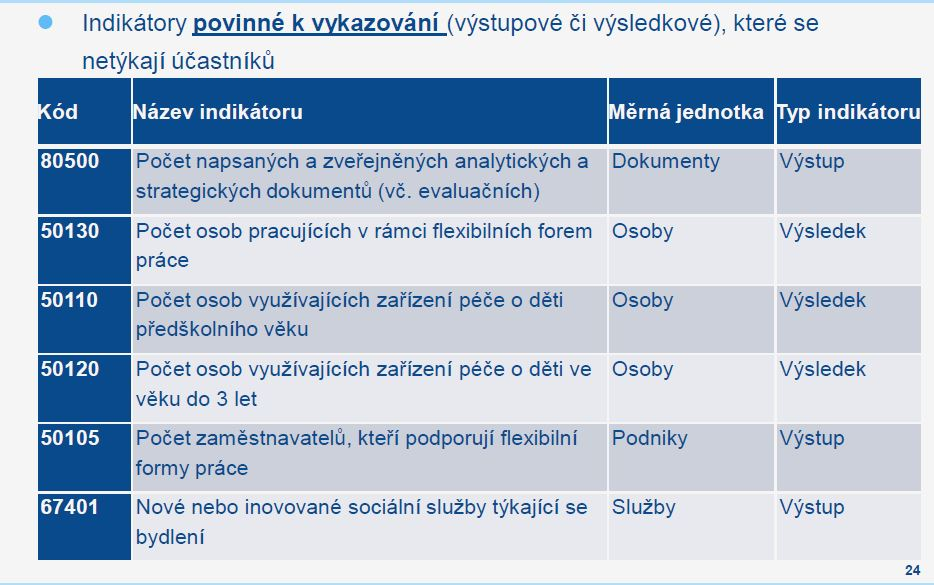 Indikátory povinné k vykazování (výstupové či výsledkové), které se
netýkají účastníků
Kód Název indikátoru Měrná jednotka Typ indikátoru
80500 Počet napsaných a zveřejněných analytických a Dokumenty Výstup
strategických dokumentů (vč. evaluačních)
50130 Počet osob pracujících v rámci flexibilních forem Osoby Výsledek
práce
50110 Počet osob využívajících zařízení péče o děti Osoby Výsledek
předškolního věku
50120 Počet osob využívajících zařízení péče o děti ve Osoby Výsledek
věku do 3 let
50105 Počet zaměstnavatelů, kteří podporují flexibilní Podniky Výstup
formy práce
67401 Nové nebo inovované sociální služby týkající se Služby Výstup
bydlení
24